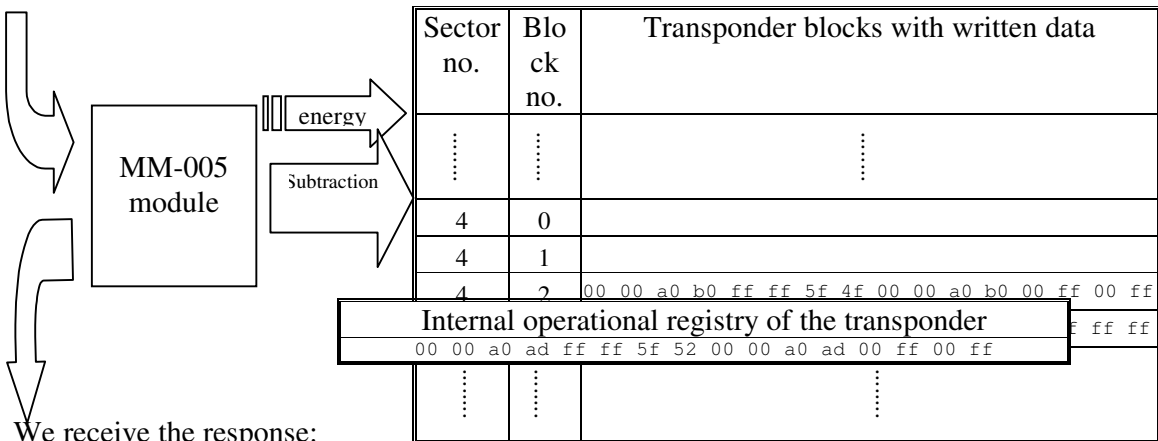 Sector no. Block no. Transponder blocks with written data
energy
MM-005
module
Subtraction
4 0
4 1
4 2 00 00 a0 b0 ff ff 5f 4f 00 00 a0 b0 00 ff 00 ff
Internal operational registry of the transponder
ff ff
00 00 a0 ad ff ff 5f 52 00 00 a0 ad 00 ff 00 ff
We receive the response: